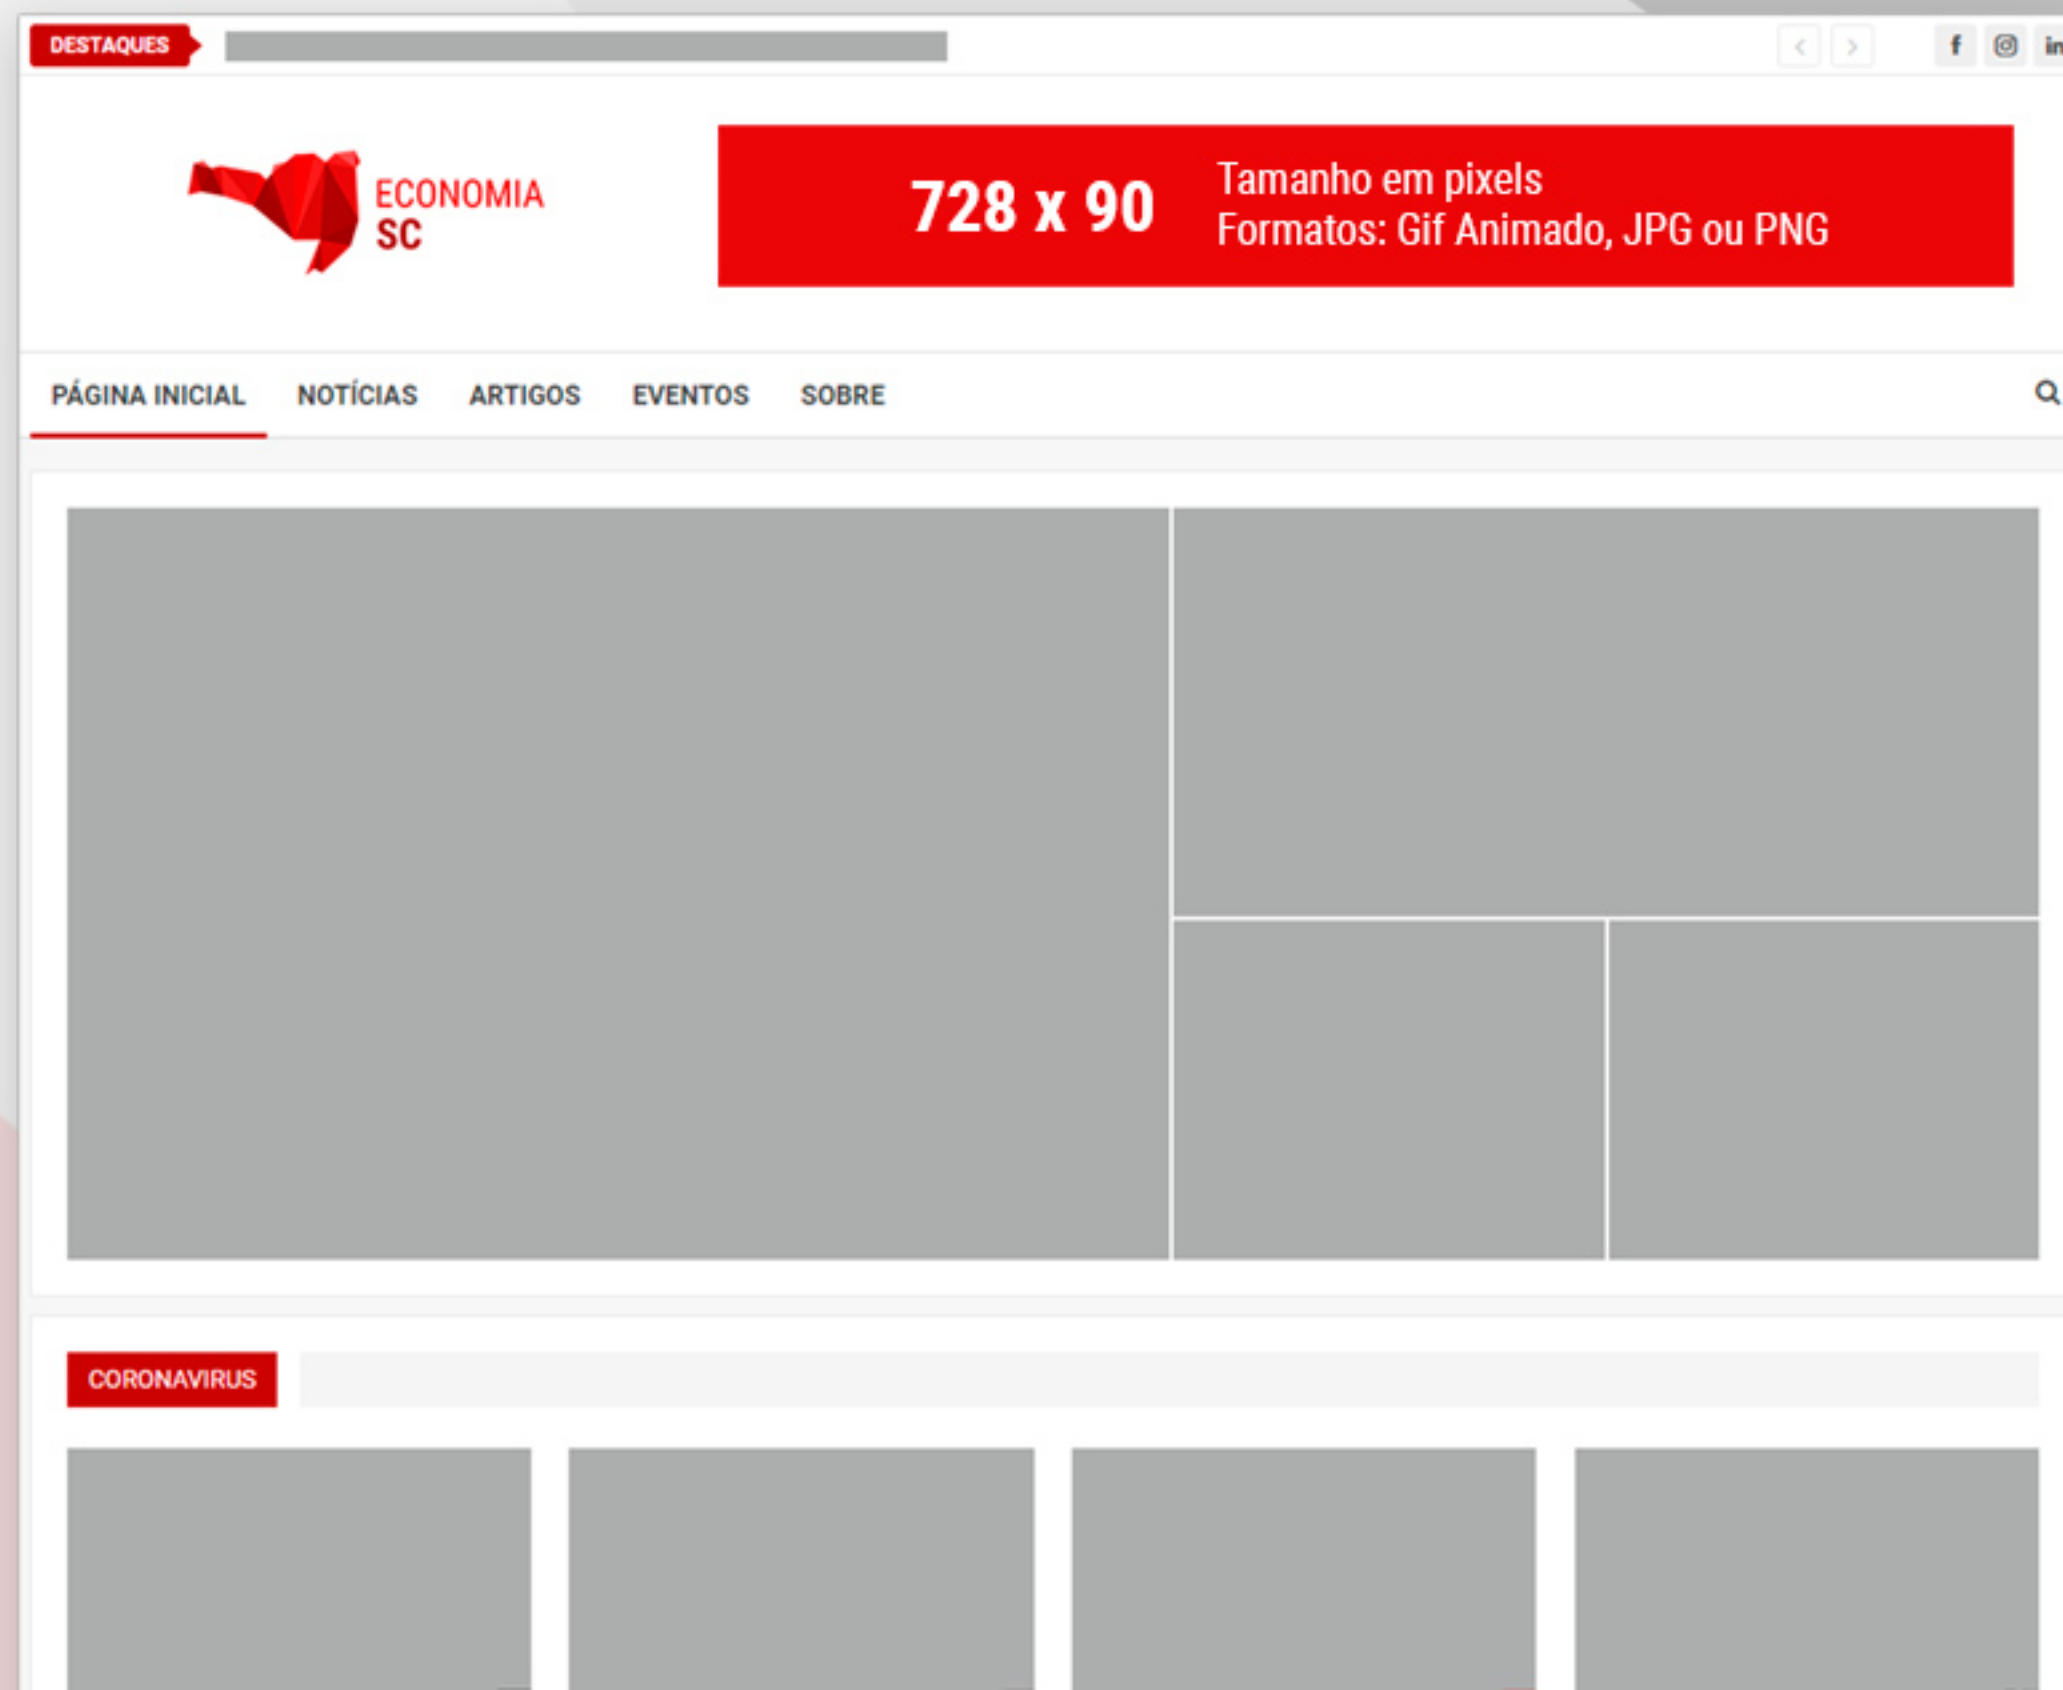 DESTAQUES
f
in
ECONOMIA
SC
728 x 90
Tamanho em pixels
Formatos: Gif Animado, JPG ou PNG
PÁGINA INICIAL NOTÍCIAS ARTIGOS EVENTOS SOBRE
CORONAVIRUS